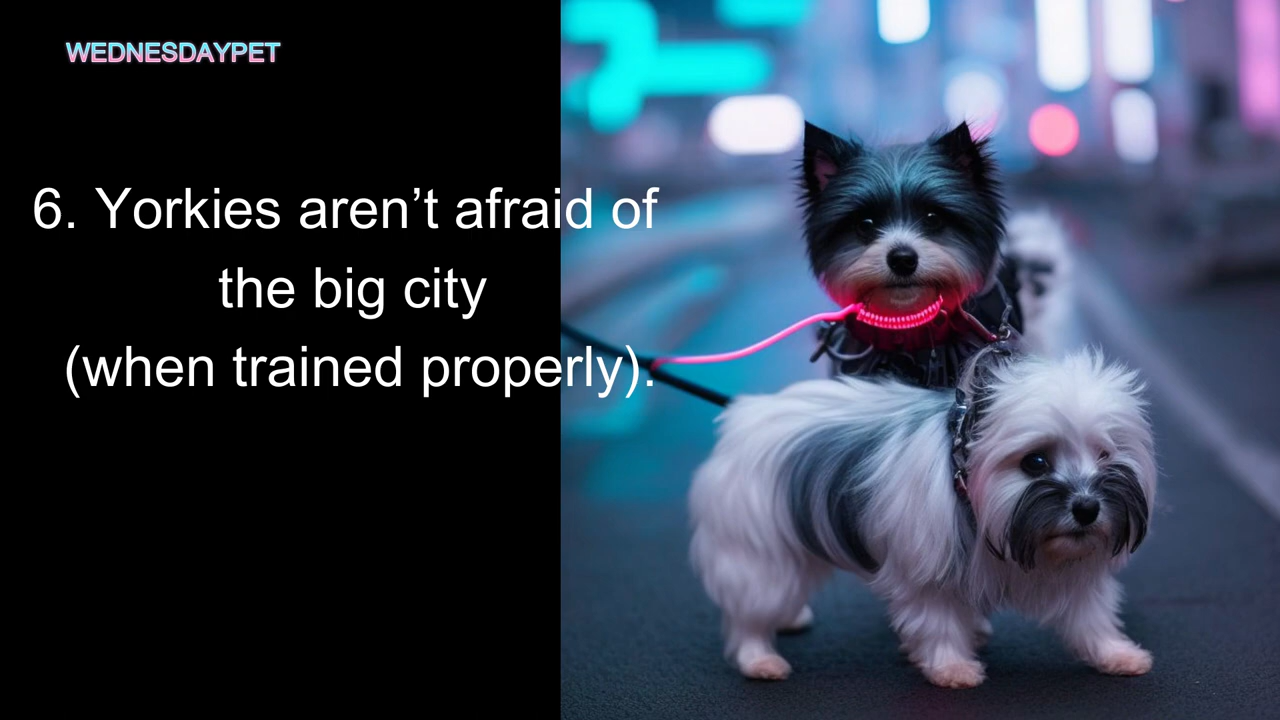 WEDNESDAYPET
6. Yorkies aren’t afraid of
the big city
(when trained properly).